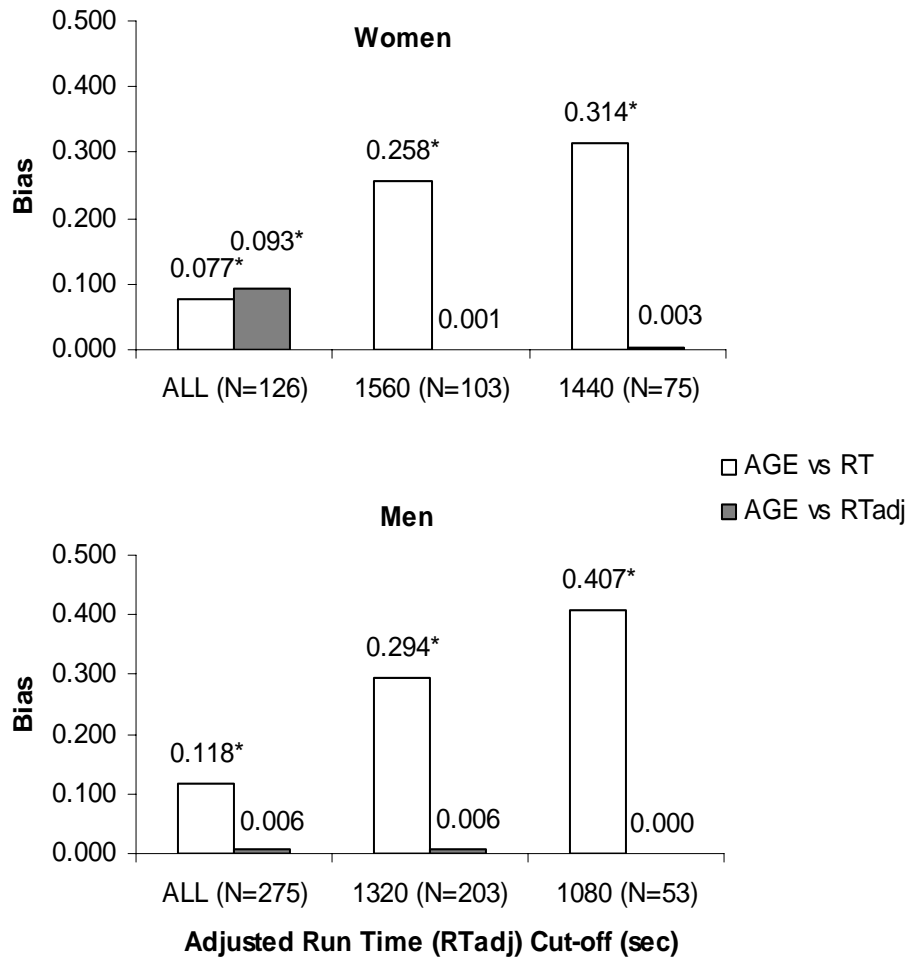 Women
Bias
0.500
0.400
0.300
0.200
0.100
0.000
0.077*
0.093*
0.258*
0.001
0.314*
0.003
ALL (N=126)
1560 (N=103)
1440 (N=75)
AGE vs RT
AGE vs RTadj
Men
Bias
0.500
0.400
0.300
0.200
0.100
0.000
0.118*
0.006
0.294*
0.006
0.407*
0.000
ALL (N=275)
1320 (N=203)
1080 (N=53)
Adjusted Run Time (RTadj) Cut-off (sec)